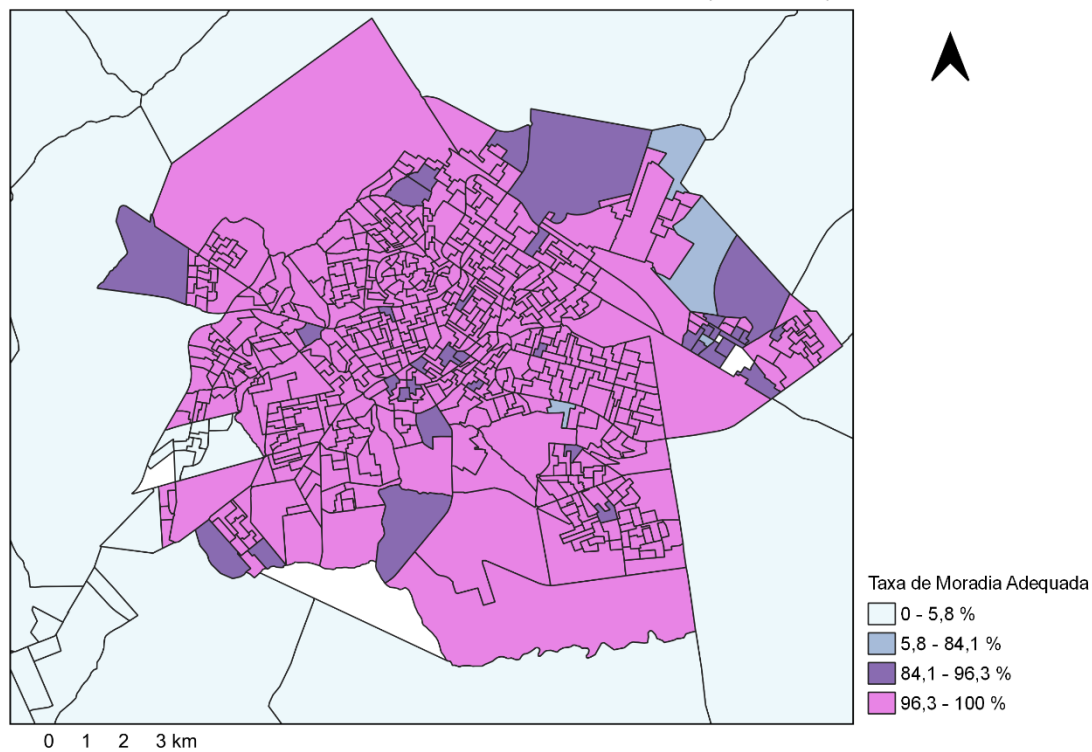 Taxa de Moradia Adequada
0 - 5,8 %
5,8 - 84,1 %
84,1 - 96,3 %
96,3 - 100 %
0 1 2 3 km